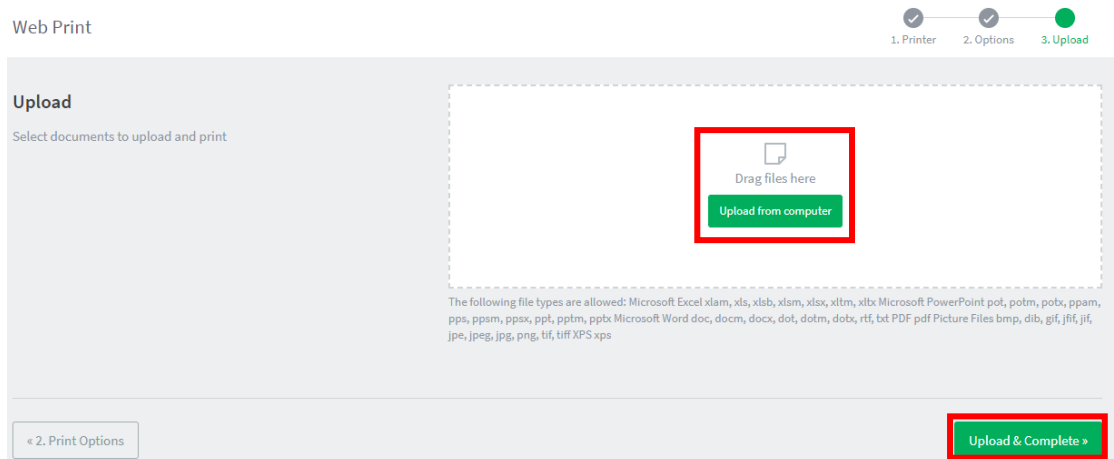 Web Print
1. Printer
2. Options
3. Upload
Upload
Select documents to upload and print
Drag files here
Upload from computer
The following file types are allowed: Microsoft Excel xlam, xls, xlsb, xlsm, xlsx, xltm, xltx Microsoft PowerPoint pot, potm, potx, ppam,
pps, ppsm, ppsx, ppt, pptm, pptx Microsoft Word doc, docm, docx, dot, dotm, dotx, rtf, txt PDF pdf Picture Files bmp, dib, gif, jfif, jif,
jpe, jpeg, jpg, png, tif, tiff XPS xps
« 2. Print Options
Upload & Complete »